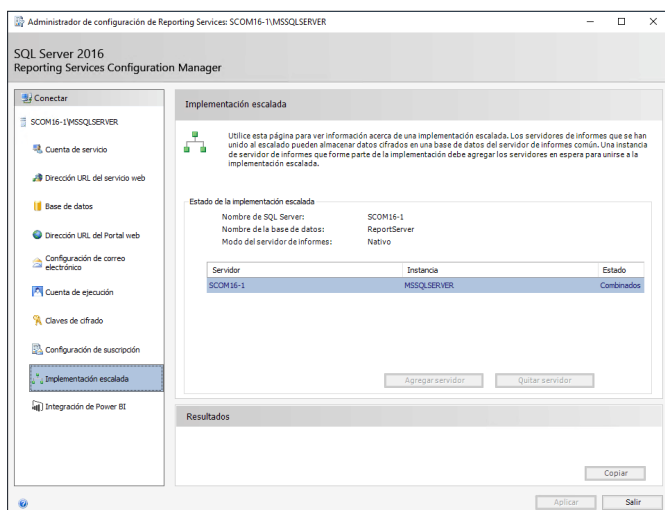 Administrador de configuración de Reporting Services: SCOM16-1\MSSQLSERVER
SQL Server 2016
Reporting Services Configuration Manager
Conectar
SCOM16-1\MSSQLSERVER
Cuenta de servicio
Dirección URL del servicio web
Base de datos
Dirección URL del Portal web
Configuración de correo
electrónico
Cuenta de ejecución
Claves de cifrado
Configuración de suscripción
Implementación escalada
Integración de Power BI
Implementación escalada
Utilice esta página para ver información acerca de una implementación escalada. Los servidores de informes que se han
unido al escalado pueden almacenar datos cifrados en una base de datos del servidor de informes común. Una instancia
de servidor de informes que forme parte de la implementación debe agregar los servidores en espera para unirse a la
implementación escalada.
Estado de la implementación escalada
Nombre de SQL Server: SCOM16-1
Nombre de la base de datos: ReportServer
Modo del servidor de informes: Nativo
Servidor Instancia Estado
SCOM16-1 MSSQLSERVER Combinados
Agregar servidor Quitar servidor
Resultados
Copiar
Aplicar Salir